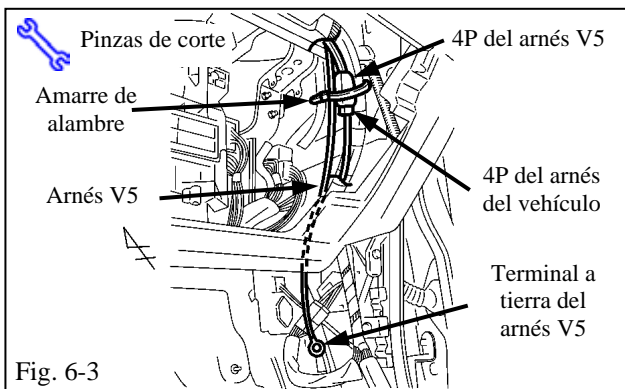 Pinzas de corte
4P del arnés V5
Amarre de
alambre
Arnés V5
4P del arnés
del vehículo
Terminal a
tierra del
arnés V5
Fig. 6-3